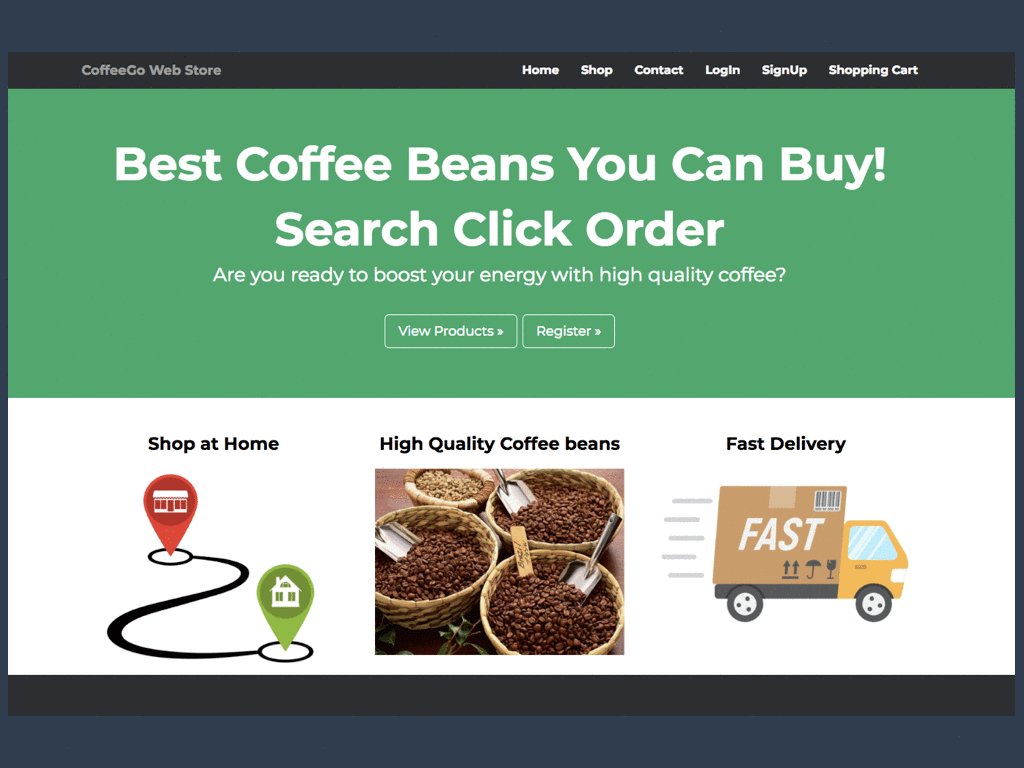 CoffeeGo Web Store
Home Shop Contact LogIn SignUp Shopping Cart
Best Coffee Beans You Can Buy!
Search Click Order
Are you ready to boost your energy with high quality coffee?
View Products » Register »
Shop at Home High Quality Coffee beans Fast Delivery
FAST